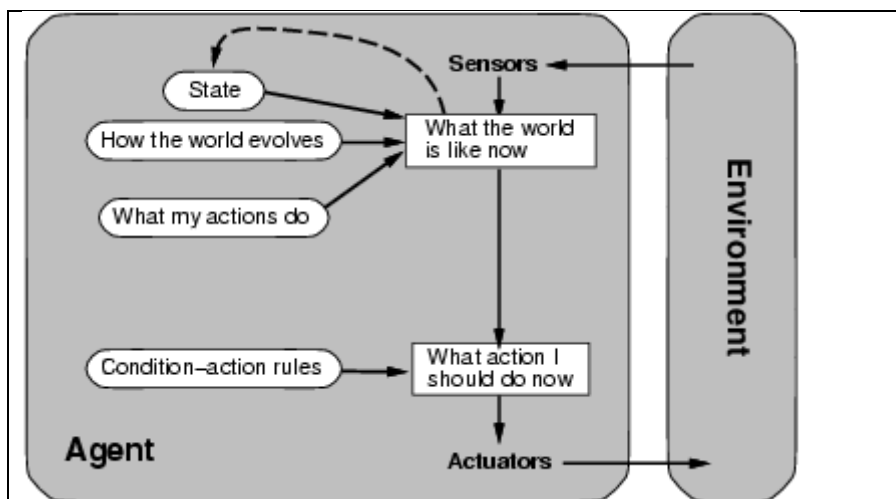 Sensors
State
What the world
is like now
How the world evolves
What my actions do
Environment
Condition–action rules
What action I
should do now
Agent
Actuators